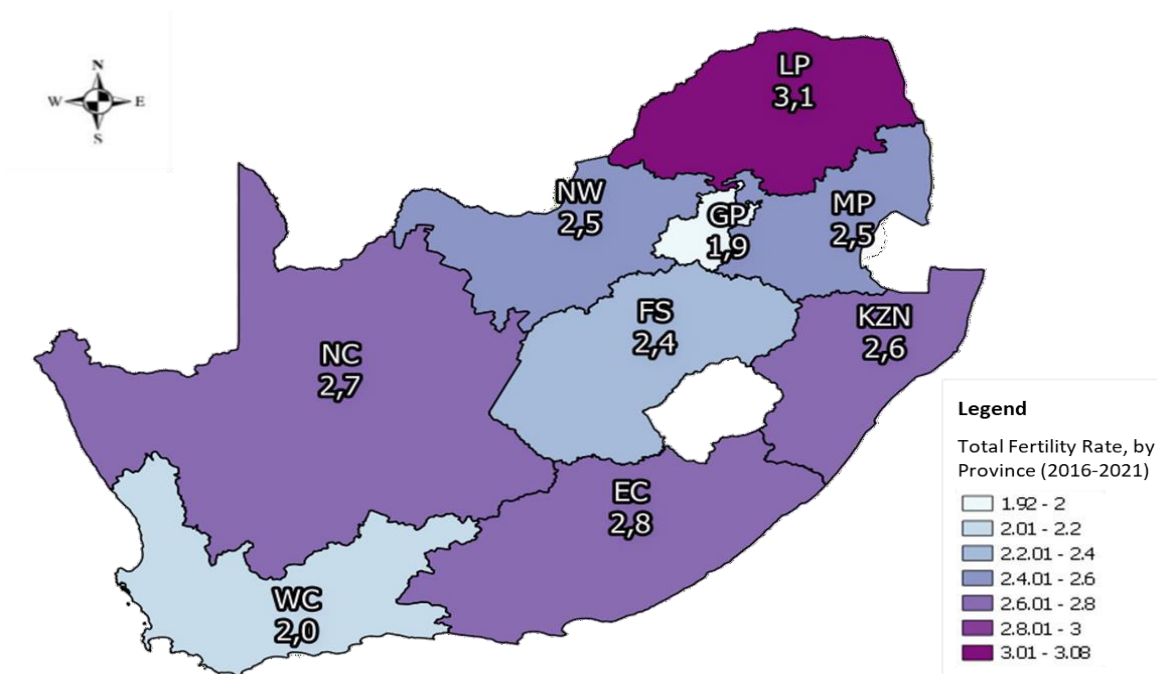 N
W E
S
LP
3,1
NW
2,5
GP
1,9
MP
2,5
FS
2,4
KZN
2,6
NC
2,7
EC
2,8
WC
2,0
Legend
Total Fertility Rate, by
Province (2016-2021)
1.92 - 2
2.01 - 2.2
2.2.01 - 2.4
2.4.01 - 2.6
2.6.01 - 2.8
2.8.01 - 3
3.01 - 3.08